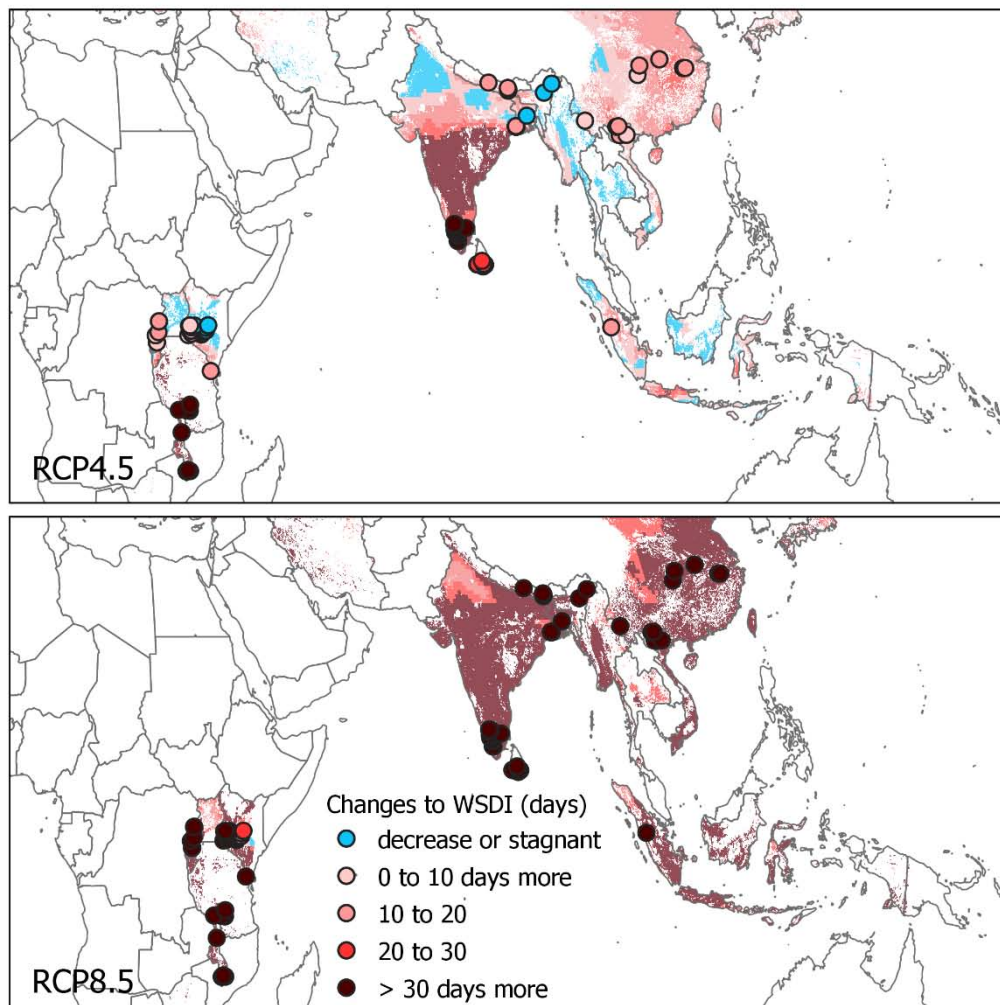 RCP4.5
Changes to WSDI (days)
decrease or stagnant
0 to 10 days more
10 to 20
20 to 30
> 30 days more
RCP8.5